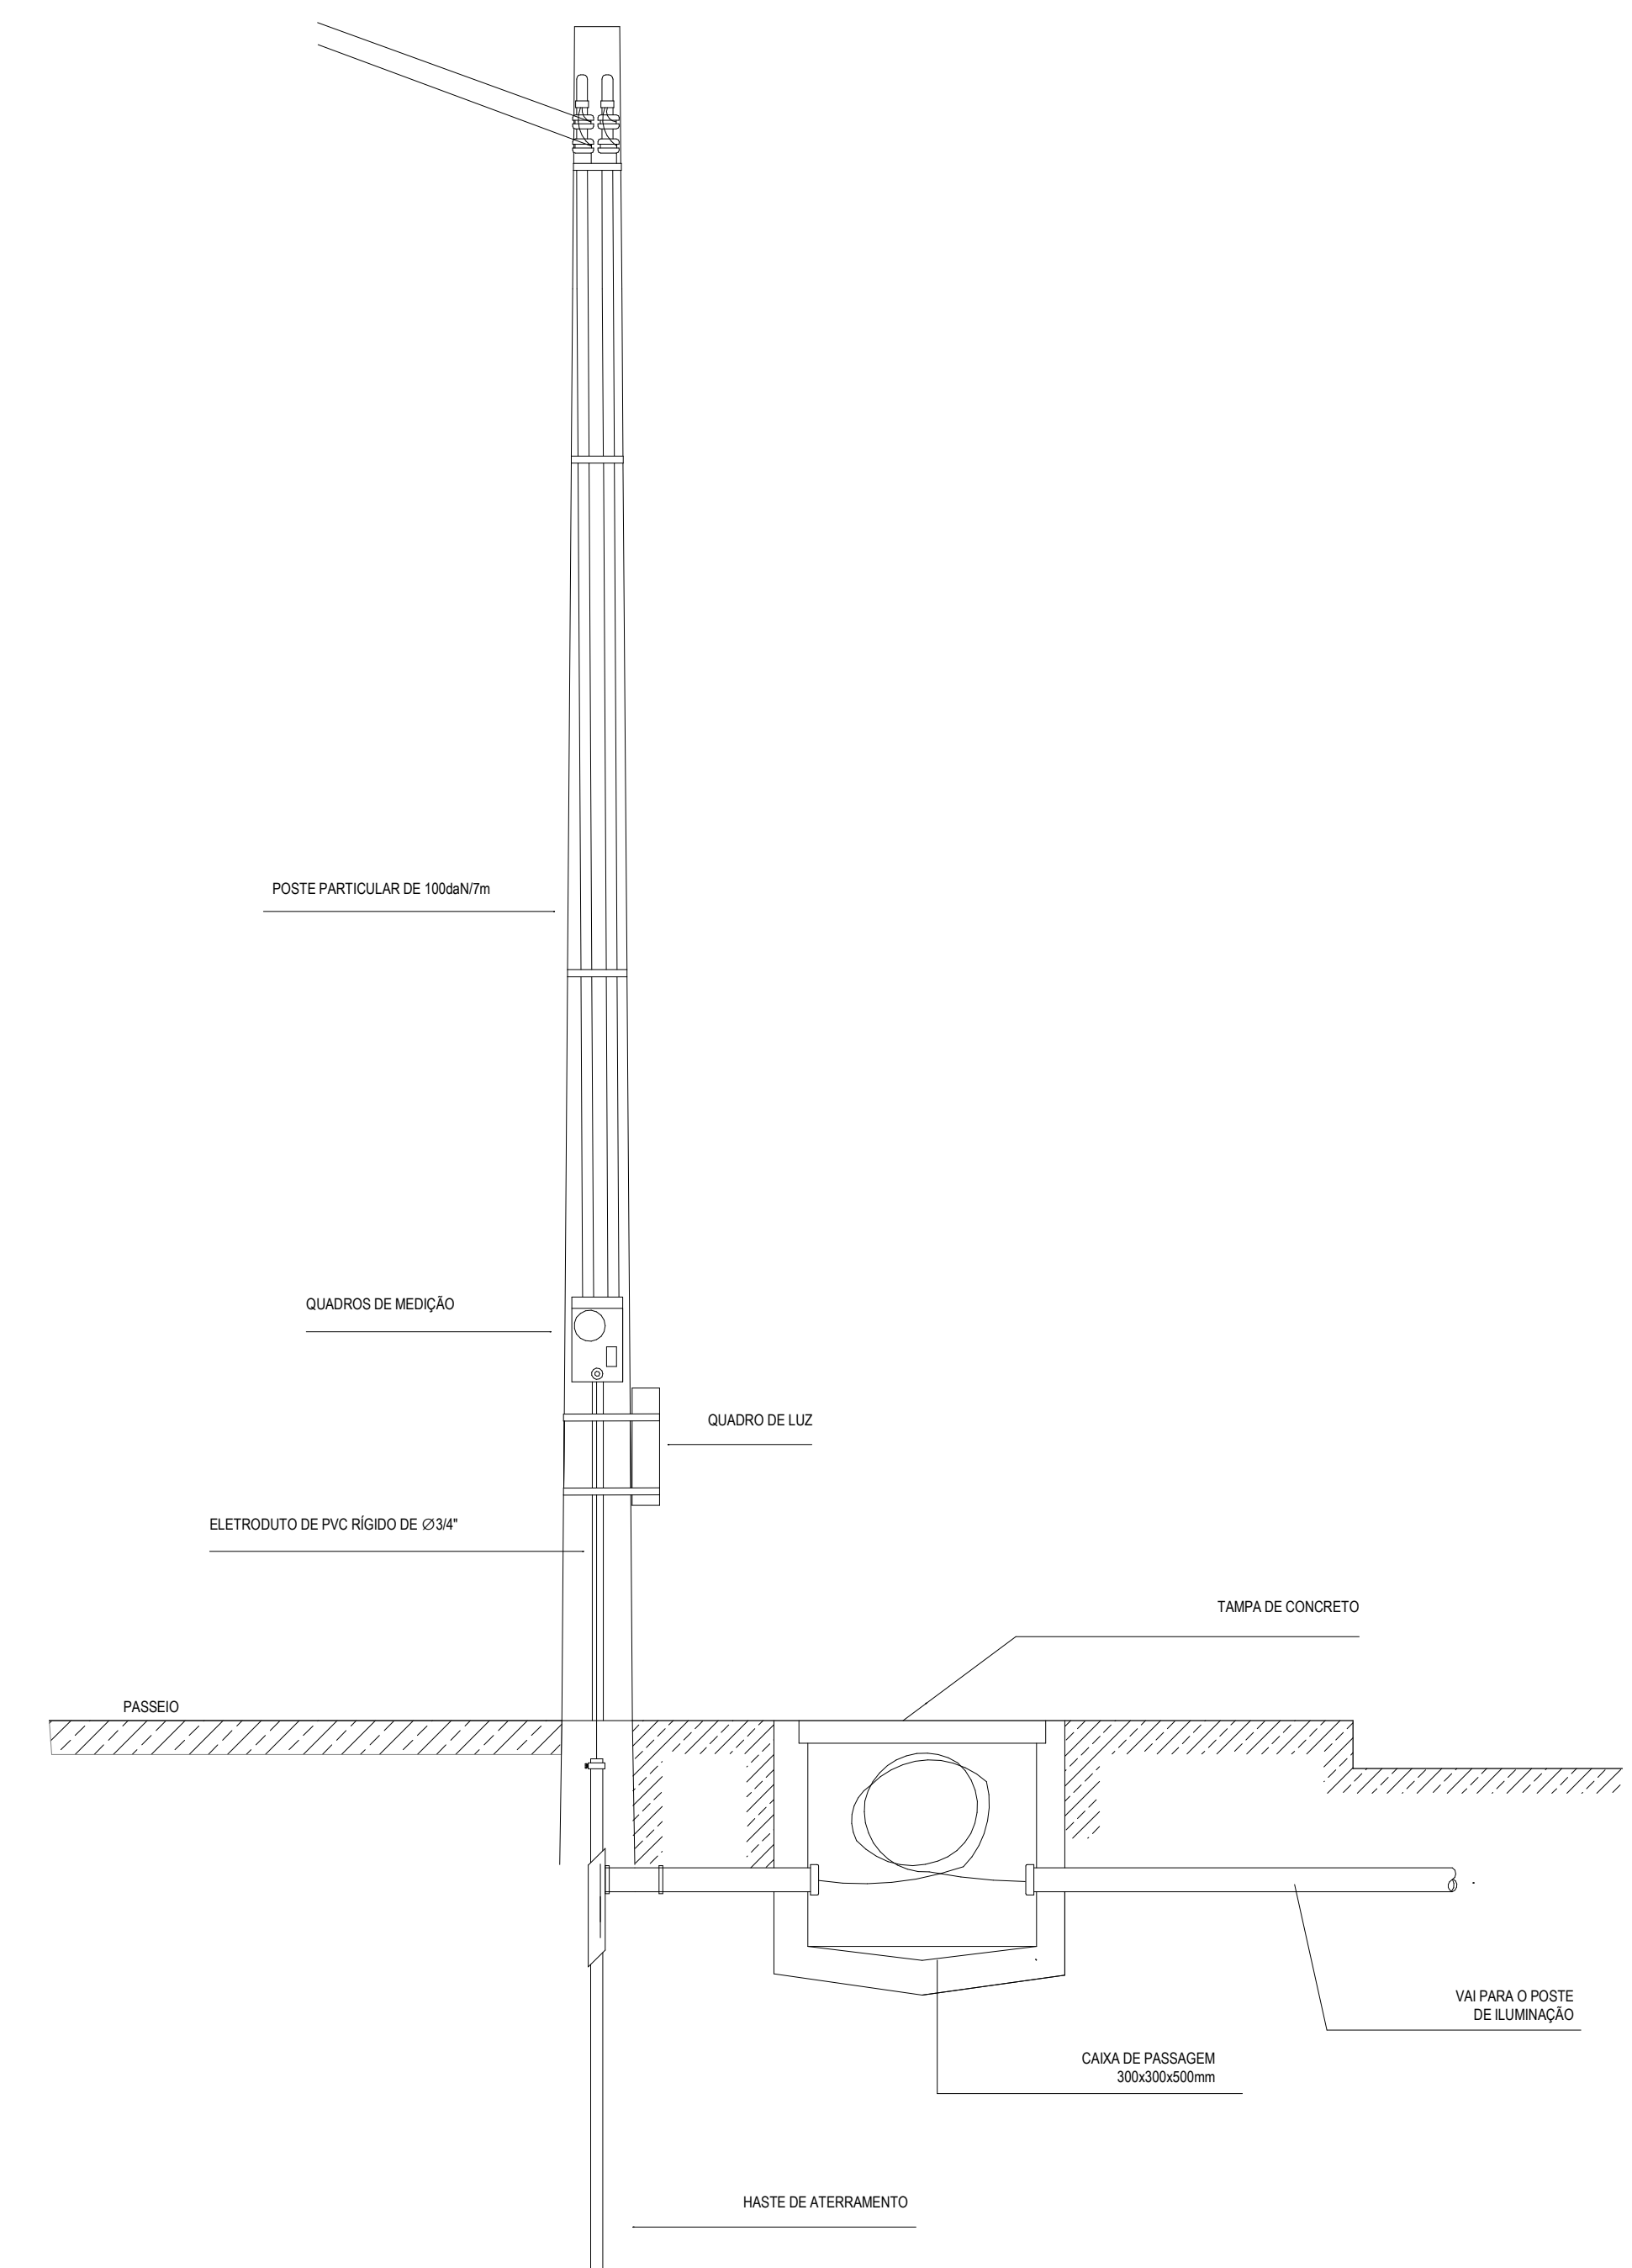 POSTE PARTICULAR DE 100daN/7m
QUADROS DE MEDIÇÃO
QUADRO DE LUZ
ELETRODUTO DE PVC RÍGIDO DE ∅3/4"
TAMPA DE CONCRETO
PASSEIO
VAI PARA O POSTE
DE ILUMINAÇÃO
CAIXA DE PASSAGEM
300x300x500mm
HASTE DE ATERRAMENTO